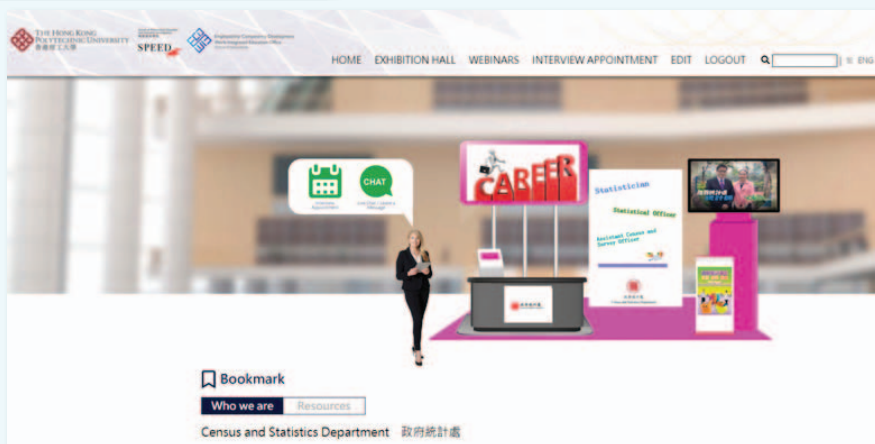 THE HONG KONG
POLYTECHNIC UNIVERSITY
香港理工大學
SPEED
HOME EXHIBITION HALL WEBINARS INTERVIEW APPOINTMENT EDIT LOGOUT
ENG
CHAT
CAREER
Statistician
Statistical Officer
Assistant Census and
Survey Officer
Bookmark
Who we are
Resources
Census and Statistics Department 政府統計處